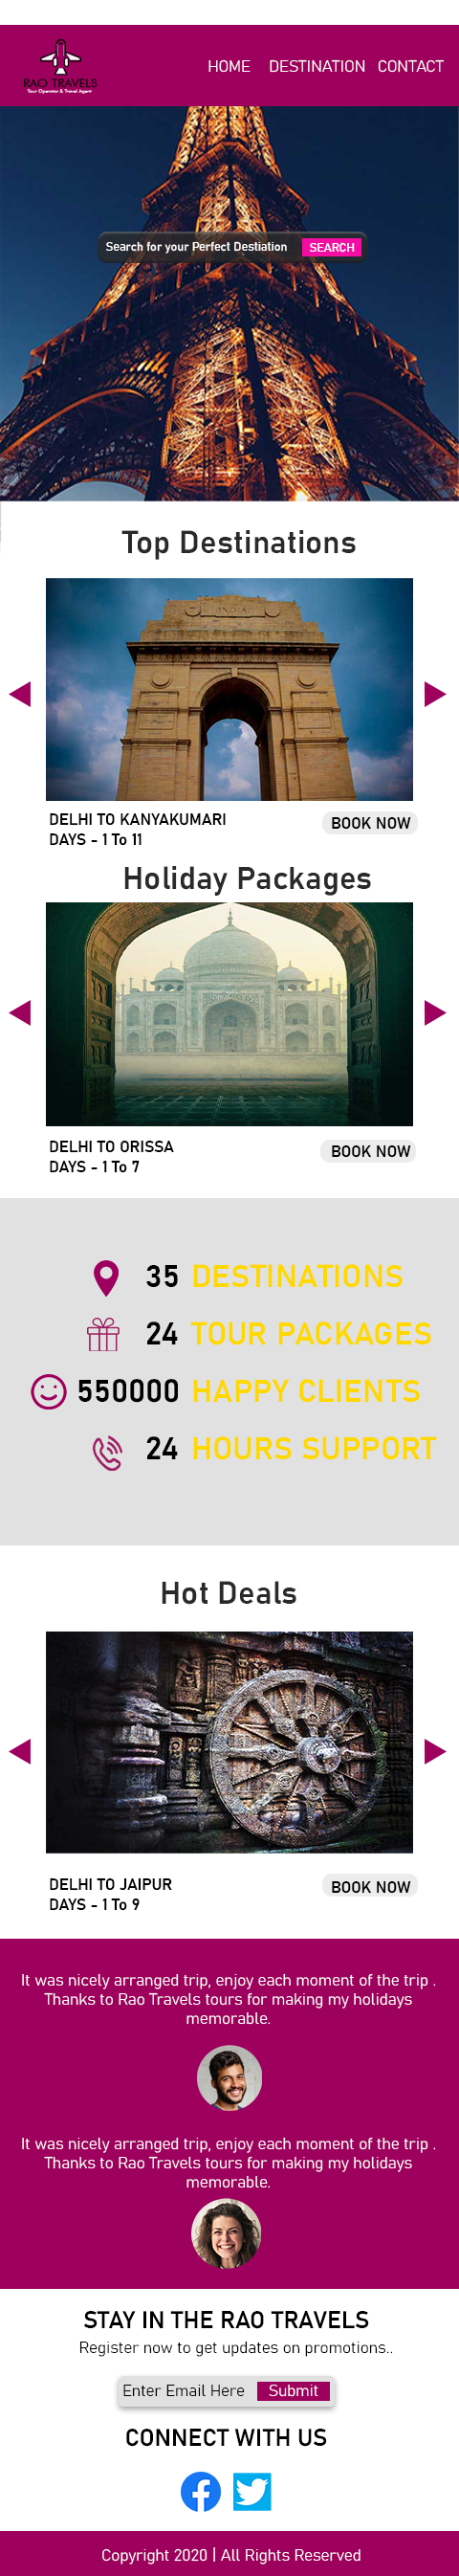 RAO TRAVELS
Tour Operator & Travel Agent
HOME DESTINATION CONTACT
Search for your Perfect Destiation SEARCH
Top Destinations
INDIA
DELHI TO KANYAKUMARI
DAYS - 1 To 11
BOOK NOW
Holiday Packages
DELHI TO ORISSA
DAYS - 1 To 7
BOOK NOW
35 DESTINATIONS
24 TOUR PACKAGES
550000 HAPPY CLIENTS
24 HOURS SUPPORT
Hot Deals
DELHI TO JAIPUR
DAYS - 1 To 9
BOOK NOW
It was nicely arranged trip, enjoy each moment of the trip .
Thanks to Rao Travels tours for making my holidays
memorable.
It was nicely arranged trip, enjoy each moment of the trip .
Thanks to Rao Travels tours for making my holidays
memorable.
STAY IN THE RAO TRAVELS
Register now to get updates on promotions..
Enter Email Here Submit
CONNECT WITH US
Copyright 2020 | All Rights Reserved